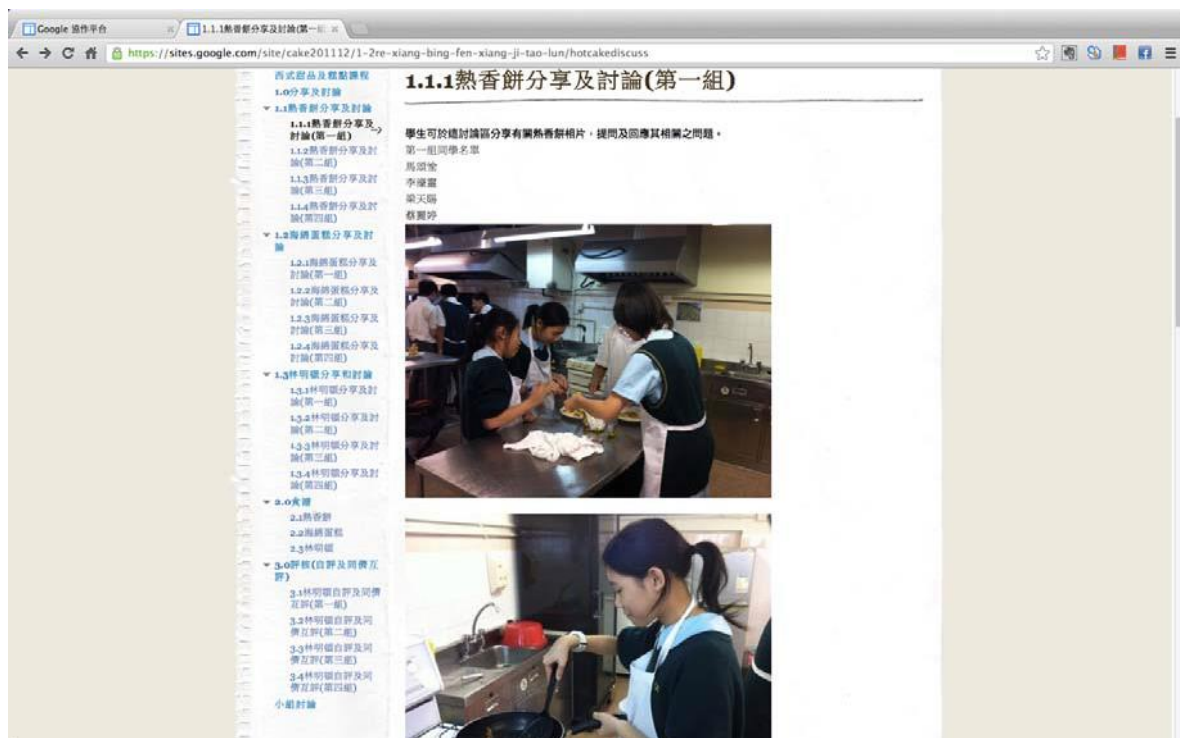 Google 協作平台
1.1.1熱香餅分享及討論(第一組
https://sites.google.com/site/cake201112/1-2re-xiang-bing-fen-xiang-ji-tao-lun/hotcakediscuss
西式甜品及糕點課程
1.0分享及討論
1.1熱香餅分享及討論
1.1.1熱香餅分享及
討論(第一組)
1.1.2熱香餅分享及討
論(第二組)
1.1.3熱香餅分享及討
論(第三組)
1.1.4熱香餅分享及討
論(第四組)
1.2海綿蛋糕分享及討
論
1.2.1海綿蛋糕分享及
討論(第一組)
1.2.2海綿蛋糕分享及
討論(第二組)
1.2.3海綿蛋糕分享及
討論(第三組)
1.2.4海綿蛋糕分享及
討論(第四組)
1.3林明頓分享和討論
1.3.1林明頓分享及討
論(第一組)
1.3.2林明頓分享及討
論(第二組)
1.3.3林明頓分享及討
論(第三組)
1.3.4林明頓分享及討
論(第四組)
2.0食譜
2.1熱香餅
2.2海綿蛋糕
2.3林明頓
3.0評核(自評及同儕互
評)
3.1林明頓自評及同儕
互評(第一組)
3.2林明頓自評及同
儕互評(第二組)
3.3林明頓自評及同
儕互評(第三組)
3.4林明頓自評及同
儕互評(第四組)
小組討論
1.1.1熱香餅分享及討論(第一組)
學生可於這討論區分享有關熱香餅相片，提問及回應其相關之問題。
第一組同學名單
梁天賜